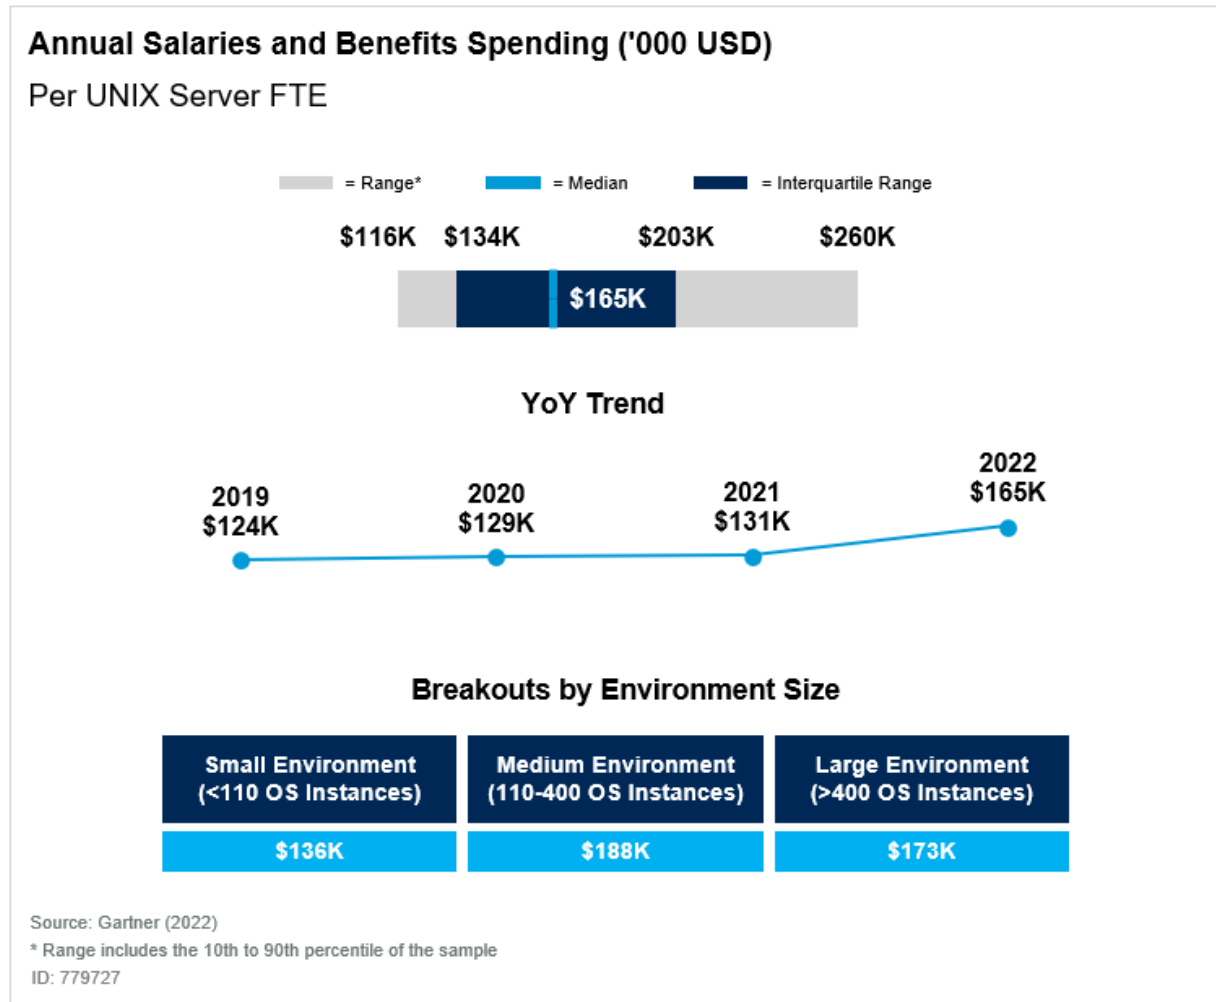 Annual Salaries and Benefits Spending ('000 USD)
Per UNIX Server FTE
= Range* = Median = Interquartile Range
$116K $134K $203K $260K
$165K
YoY Trend
2019 2020 2021 2022
$124K $129K $131K $165K
Breakouts by Environment Size
Small Environment Medium Environment Large Environment
(<110 OS Instances) (110-400 OS Instances) (>400 OS Instances)
$136K $188K $173K
Source: Gartner (2022)
* Range includes the 10th to 90th percentile of the sample
ID: 779727